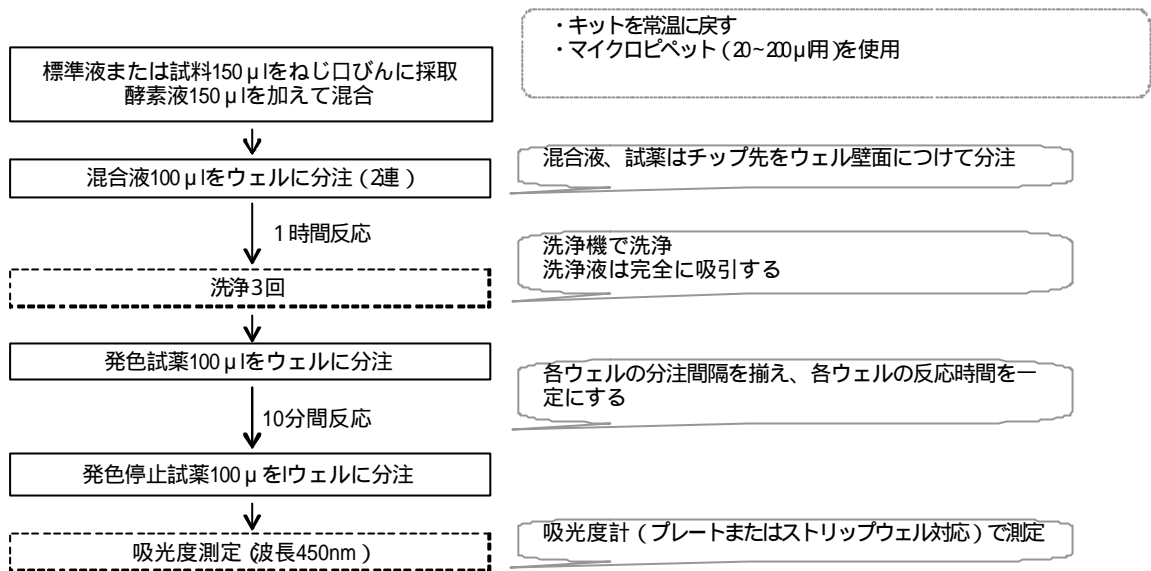 ・キットを常温に戻す
・マイクロピペット（20~200μl用)を使用
標準液または試料150μlをねじ口びんに採取
酵素液150μlを加えて混合
混合液、試薬はチップ先をウェル壁面につけて分注
混合液100μlをウェルに分注（2連）
1時間反応
洗浄機で洗浄
洗浄液は完全に吸引する
洗浄3回
発色試薬100μlをウェルに分注
各ウェルの分注間隔を揃え、各ウェルの反応時間を一
定にする
10分間反応
発色停止試薬100μをlウェルに分注
吸光度計（プレートまたはストリップウェル対応）で測定
吸光度測定(波長450nm）